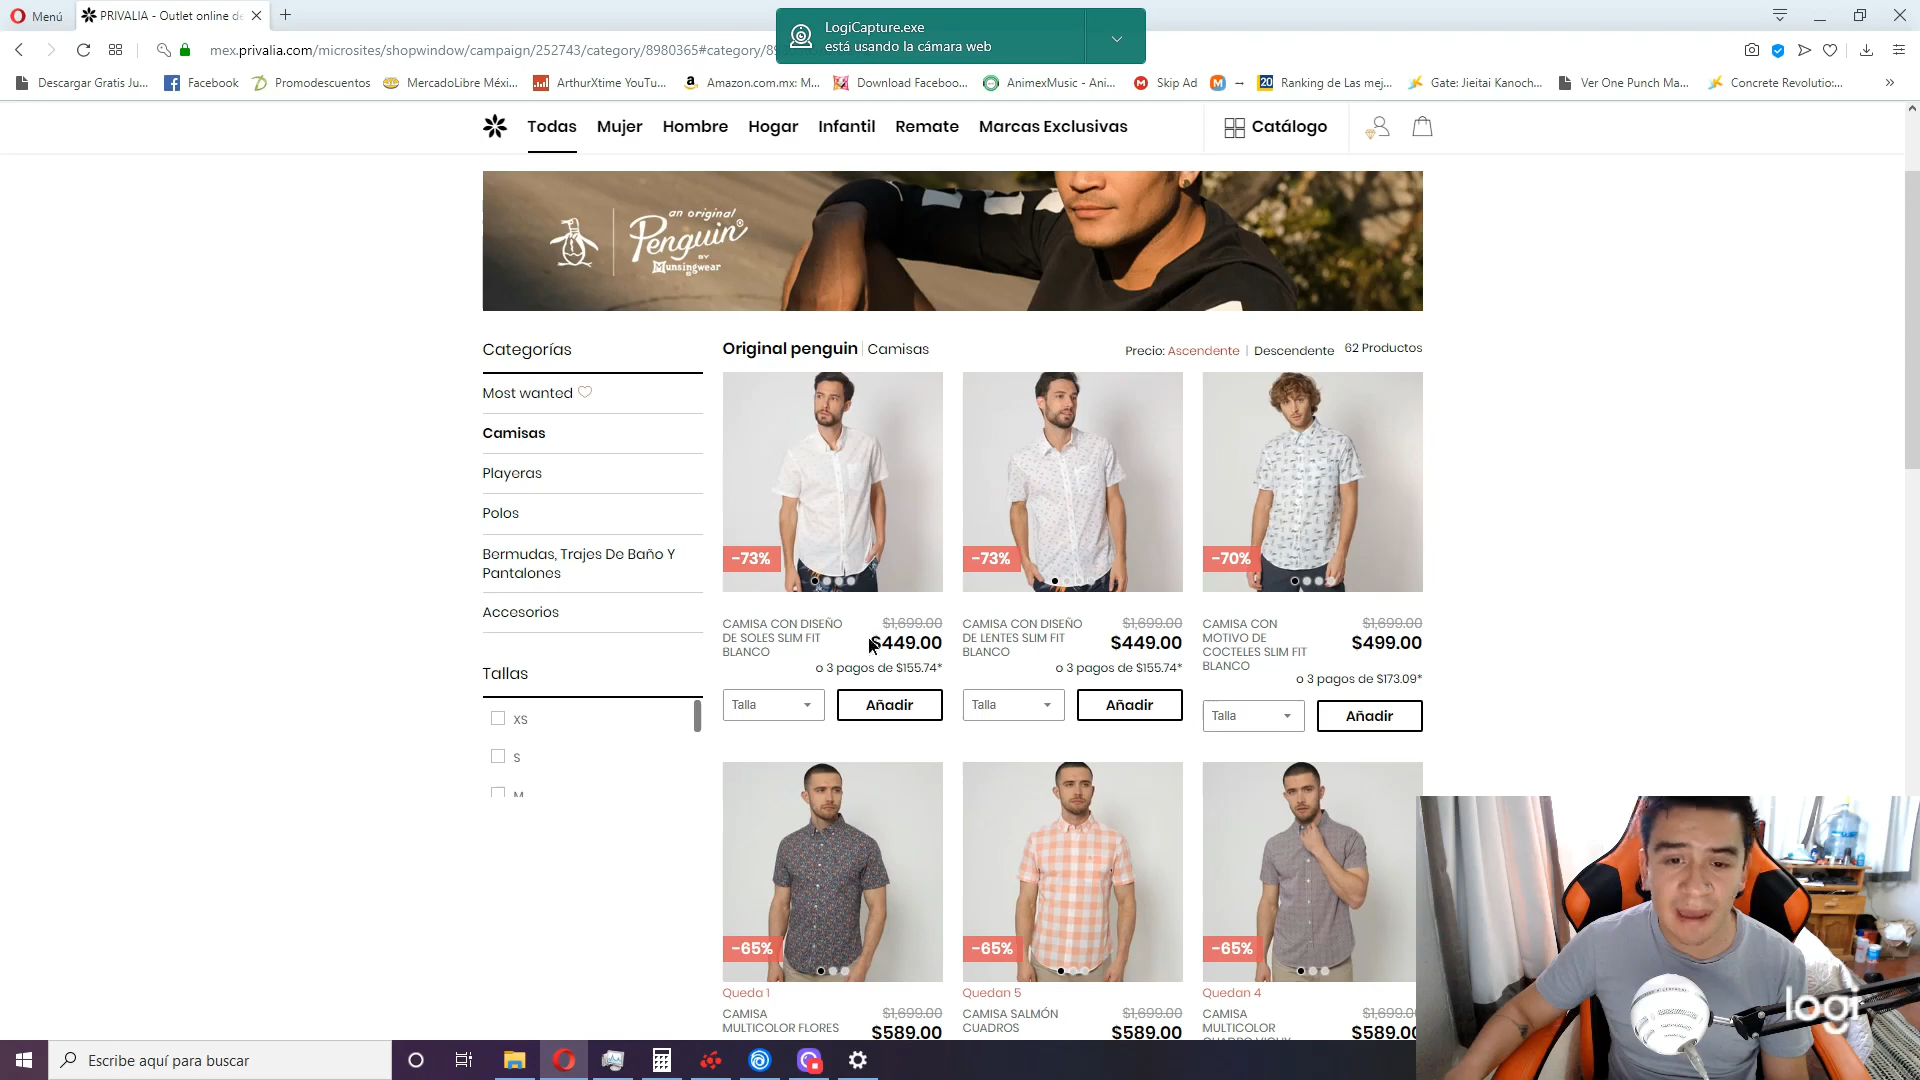 Menú
PRIVALIA - Outlet online de
LogiCapture.exe
está usando la cámara web
mex.privalia.com/microsites/shopwindow/campaign/252743/category/8980365#category/89
Descargar Gratis Ju...
Facebook
Promodescuentos
MercadoLibre Méxi...
ArthurXtime YouTu...
Amazon.com.mx: M...
Download Faceboo...
AnimexMusic - Ani...
Skip Ad
→
Ranking de Las mej...
Gate: Jieitai Kanoch...
Ver One Punch Ma...
Concrete Revolutio:...
Todas
Mujer
Hombre
Hogar
Infantil
Remate
Marcas Exclusivas
Catálogo
an original
Penguin®
BY
Munsingwear
Categorías
Most wanted
Camisas
Playeras
Polos
Bermudas, Trajes De Baño Y
Pantalones
Accesorios
Tallas
XS
S
M
Original penguin | Camisas
Precio: Ascendente | Descendente
62 Productos
-73%
-73%
-70%
CAMISA CON DISEÑO
DE SOLES SLIM FIT
BLANCO
$1,699.00
$449.00
o 3 pagos de $155.74*
Talla
Añadir
CAMISA CON DISEÑO
DE LENTES SLIM FIT
BLANCO
$1,699.00
$449.00
o 3 pagos de $155.74*
Talla
Añadir
CAMISA CON
MOTIVO DE
COCTELES SLIM FIT
BLANCO
$1,699.00
$499.00
o 3 pagos de $173.09*
Talla
Añadir
-65%
-65%
-65%
Queda 1
CAMISA
MULTICOLOR FLORES
$1,699.00
$589.00
Quedan 5
CAMISA SALMÓN
CUADROS
$1,699.00
$589.00
Quedan 4
CAMISA
MULTICOLOR
CUADRO VICHY
$1,699.00
$589.00
logi
Escribe aquí para buscar